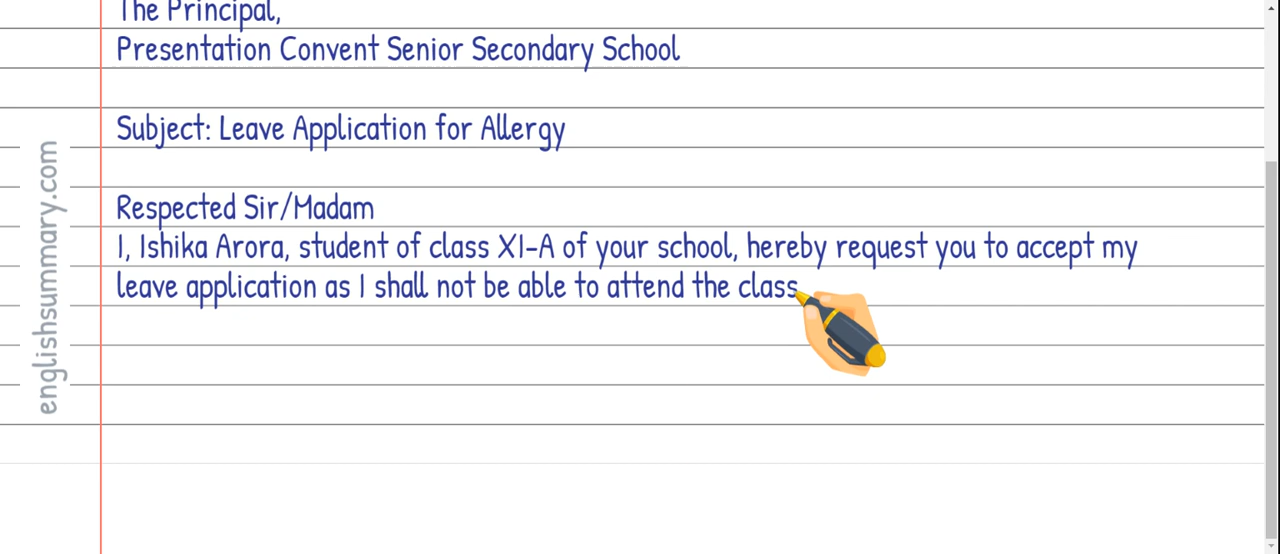 The Principal,
Presentation Convent Senior Secondary School
Subject: Leave Application for Allergy
Respected Sir/Madam
I, Ishika Arora, student of class XI-A of your school, hereby request you to accept my
leave application as I shall not be able to attend the class
englishsummary.com